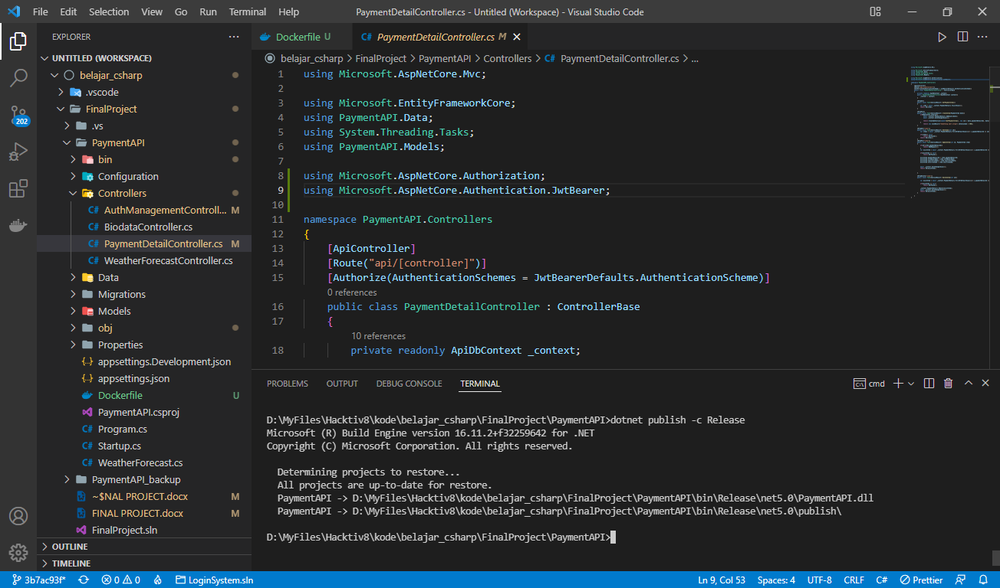 File Edit Selection View Go Run Terminal Help PaymentDetailController.cs - Untitled (Workspace) - Visual Studio Code
EXPLORER
UNTITLED (WORKSPACE)
belajar_csharp
.vscode
FinalProject
.vs
PaymentAPI
bin
Configuration
Controllers
C# AuthManagementControll... M
C# BiodataController.cs
C# PaymentDetailController.cs M
C# WeatherForecastController.cs
Data
Migrations
Models
obj
Properties
{..} appsettings.Development.json
{..} appsettings.json
Dockerfile U
PaymentAPI.csproj
C# Program.cs
C# Startup.cs
C# WeatherForecast.cs
PaymentAPI_backup
~$NAL PROJECT.docx M
FINAL PROJECT.docx M
FinalProject.sln
OUTLINE
TIMELINE
202
Dockerfile U
C# PaymentDetailController.cs M
belajar_csharp > FinalProject > PaymentAPI > Controllers > C# PaymentDetailController.cs > ...
1 using Microsoft.AspNetCore.Mvc;
2
3 using Microsoft.EntityFrameworkCore;
4 using PaymentAPI.Data;
5 using System.Threading.Tasks;
6 using PaymentAPI.Models;
7
8 using Microsoft.AspNetCore.Authorization;
9 using Microsoft.AspNetCore.Authentication.JwtBearer;
10
11 namespace PaymentAPI.Controllers
12 {
13 [ApiController]
14 [Route("api/[controller]")]
15 [Authorize(AuthenticationSchemes = JwtBearerDefaults.AuthenticationScheme)]
0 references
16 public class PaymentDetailController : ControllerBase
17 {
10 references
18 private readonly ApiDbContext _context;
PROBLEMS OUTPUT DEBUG CONSOLE TERMINAL
cmd
D:\MyFiles\Hacktiv8\kode\belajar_csharp\FinalProject\PaymentAPI>dotnet publish -c Release
Microsoft (R) Build Engine version 16.11.2+f32259642 for .NET
Copyright (C) Microsoft Corporation. All rights reserved.
Determining projects to restore...
All projects are up-to-date for restore.
PaymentAPI -> D:\MyFiles\Hacktiv8\kode\belajar_csharp\FinalProject\PaymentAPI\bin\Release\net5.0\PaymentAPI.dll
PaymentAPI -> D:\MyFiles\Hacktiv8\kode\belajar_csharp\FinalProject\PaymentAPI\bin\Release\net5.0\publish\
D:\MyFiles\Hacktiv8\kode\belajar_csharp\FinalProject\PaymentAPI>
3b7ac93f* 0 0 LoginSystem.sln Ln 9, Col 53 Spaces: 4 UTF-8 CRLF C# Prettier